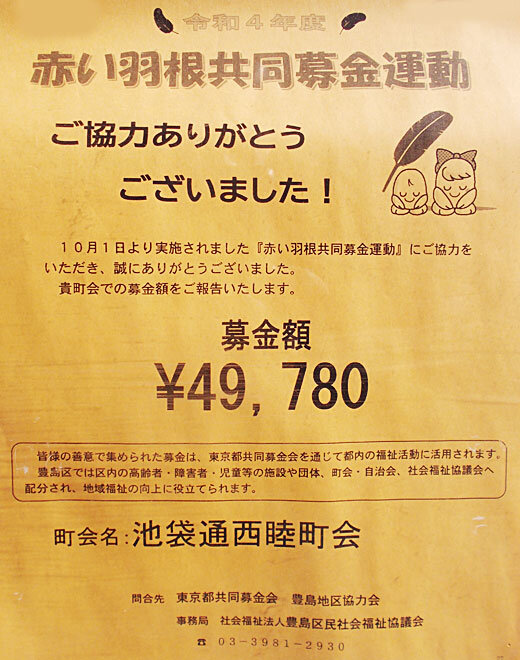 令和４年度
赤い羽根共同募金運動
ご協力ありがとう
ございました！
１０月１日より実施されました『赤い羽根共同募金運動』にご協力を
いただき、誠にありがとうございました。
貴町会での募金額をご報告いたします。
募金額
¥49, 780
皆様の善意で集められた募金は、東京都共同募金会を通じて都内の福祉活動に活用されます。
豊島区では区内の高齢者・障害者・児童等の施設や団体、町会・自治会、社会福祉協議会へ
配分され、地域福祉の向上に役立てられます。
町会名：池袋通西睦町会
問合先　東京都共同募金会　豊島地区協力会
事務局　社会福祉法人豊島区民社会福祉協議会
☎ ０３-３９８１-２９３０